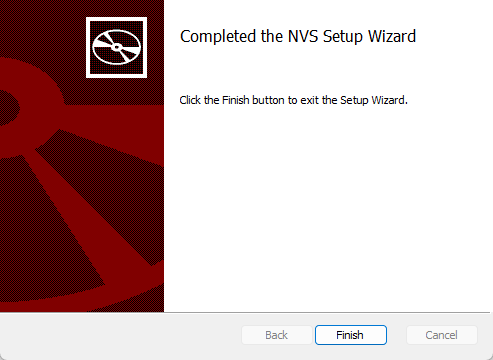 Completed the NVS Setup Wizard
Click the Finish button to exit the Setup Wizard.
Back
Finish
Cancel